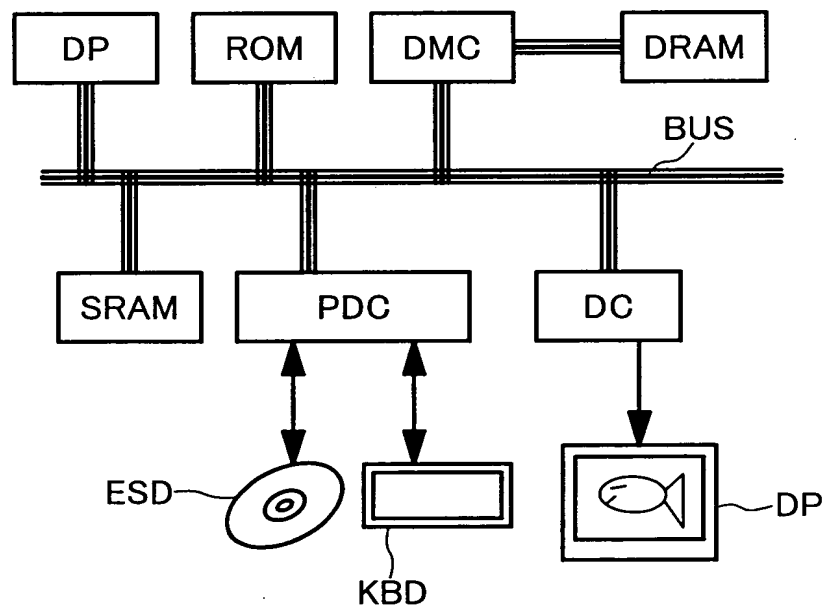 DP
ROM
DMC
DRAM
BUS
SRAM
PDC
DC
ESD
KBD
DP